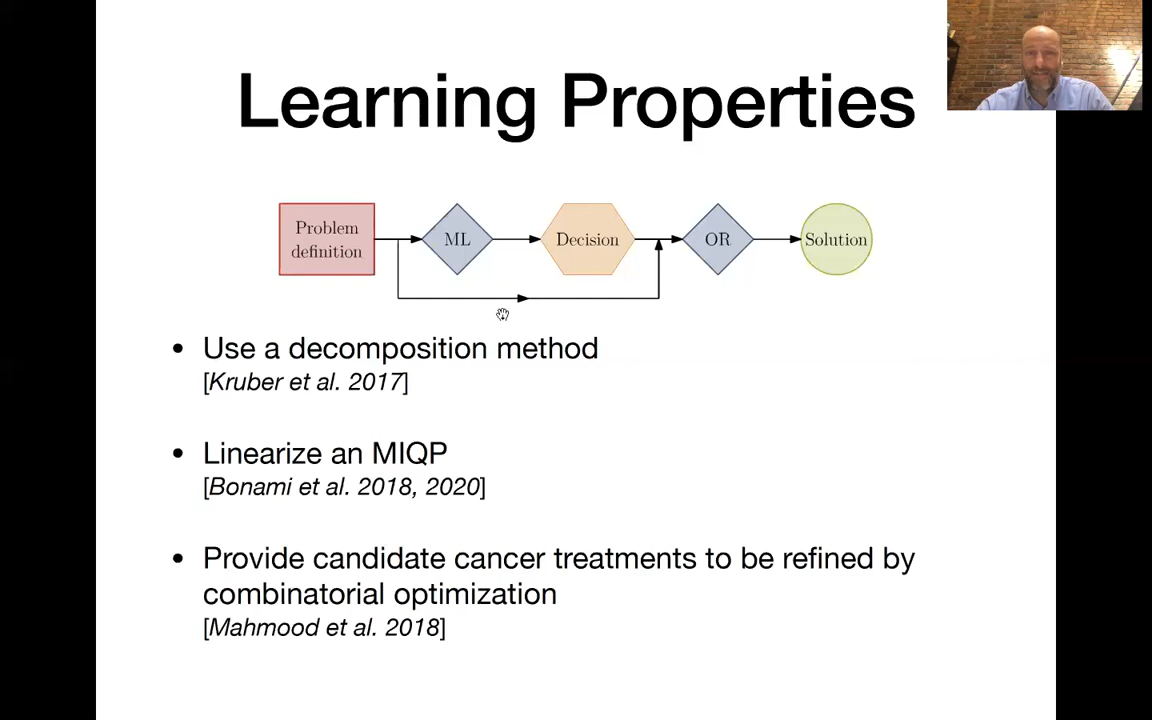 Learning Properties
Problem
definition
ML
Decision
OR
Solution
• Use a decomposition method
[Kruber et al. 2017]
• Linearize an MIQP
[Bonami et al. 2018, 2020]
• Provide candidate cancer treatments to be refined by
combinatorial optimization
[Mahmood et al. 2018]